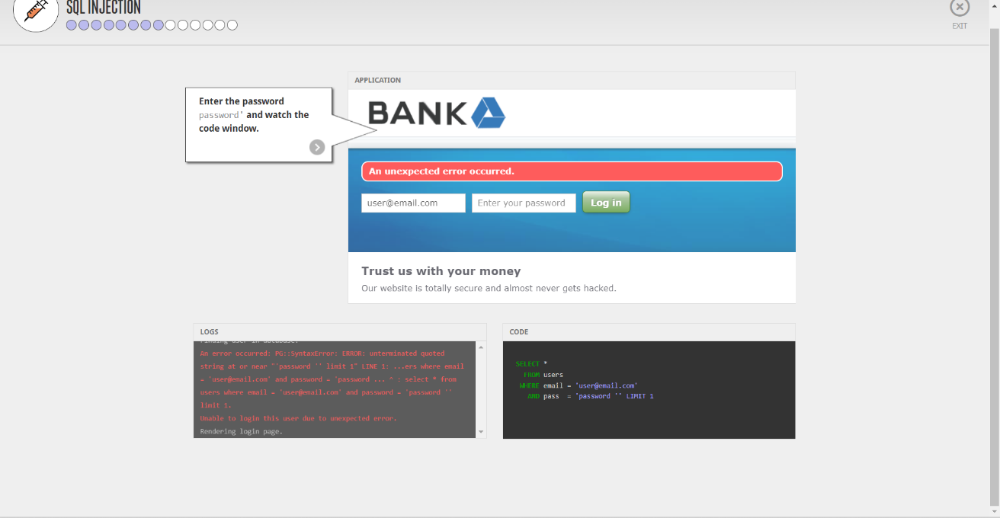 SQL INJECTION
EXIT
APPLICATION
Enter the password
password' and watch the
code window.
BANK
An unexpected error occurred.
user@email.com
Enter your password
Log in
Trust us with your money
Our website is totally secure and almost never gets hacked.
LOGS
Finding user in database.
An error occurred: PG::SyntaxError: ERROR: unterminated quoted
string at or near "'password '' limit 1" LINE 1: ...ers where email
= 'user@email.com' and password = 'password ... ^ : select * from
users where email = 'user@email.com' and password = 'password ''
limit 1.
Unable to login this user due to unexpected error.
Rendering login page.
CODE
SELECT *
FROM users
WHERE email = 'user@email.com'
AND pass = 'password '' LIMIT 1